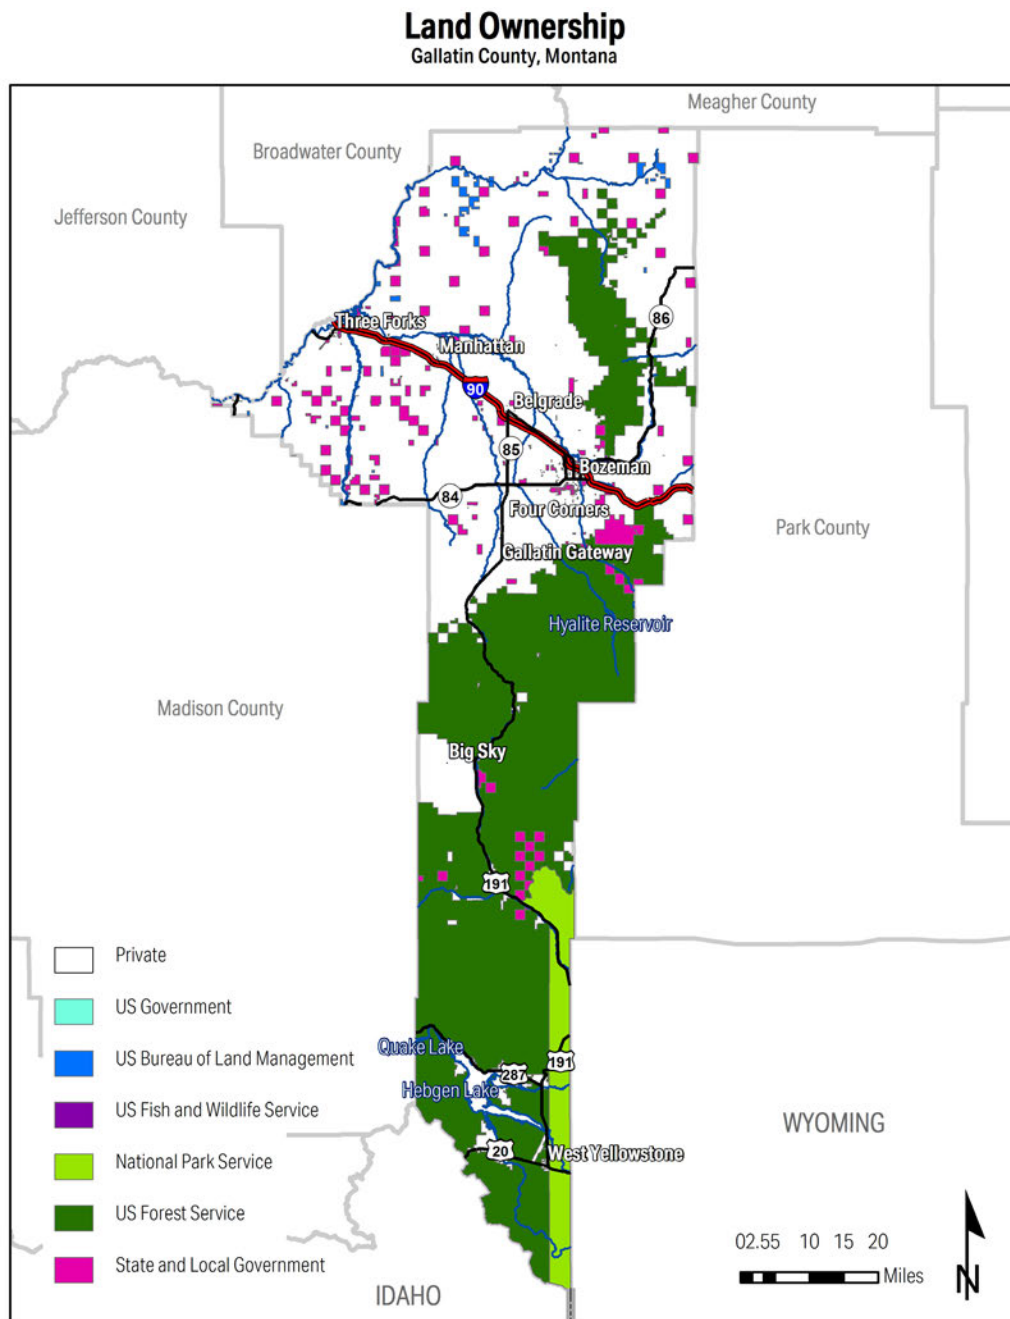 Land Ownership
Gallatin County, Montana
Meagher County
Broadwater County
Jefferson County
86
Three Forks
Manhattan
90
Belgrade
85
Bozeman
84
Four Corners
Park County
Gallatin Gateway
Hyalite Reservoir
Madison County
Big Sky
191
Private
US Government
Quake Lake
US Bureau of Land Management
191
287
Hebgen Lake
US Fish and Wildlife Service
WYOMING
20
West Yellowstone
National Park Service
US Forest Service
02.55 10 15 20
State and Local Government
Miles
N
IDAHO